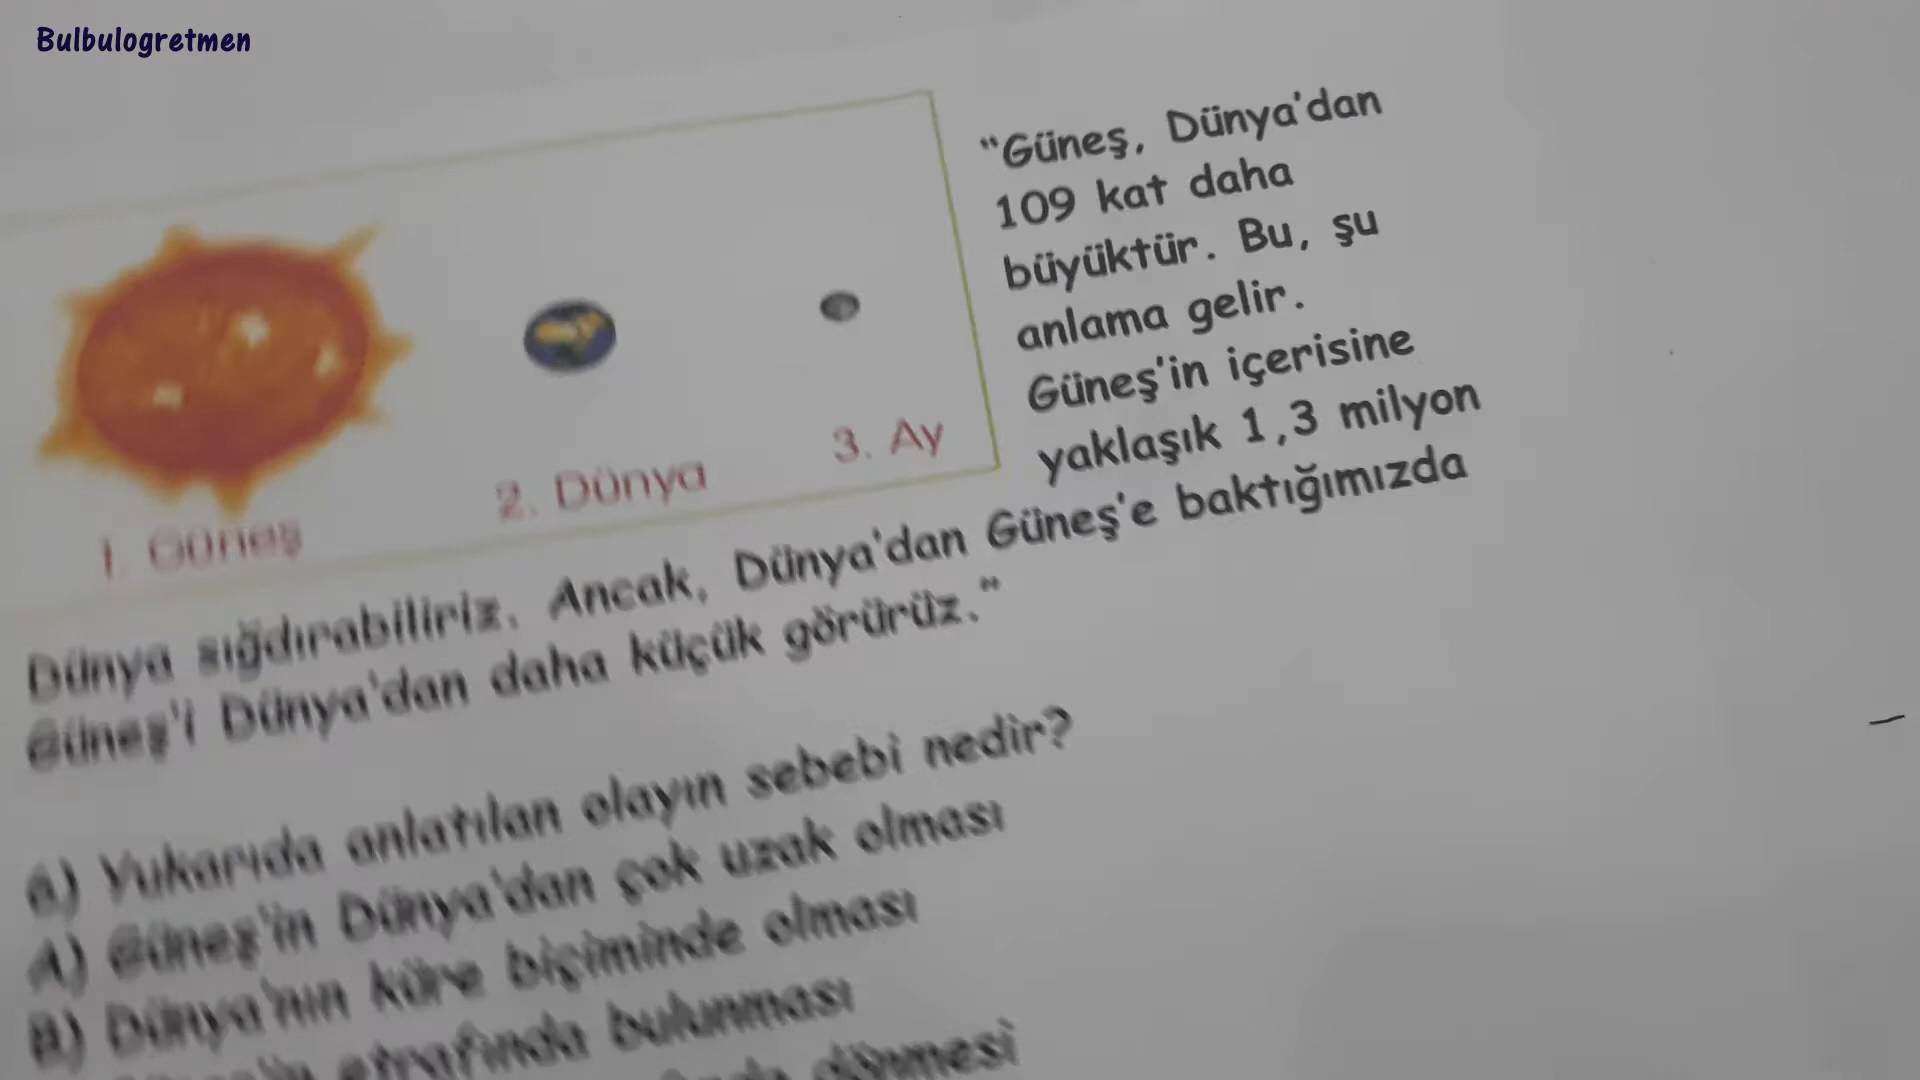 Bulbulogretmen
"Güneş, Dünya'dan
109 kat daha
büyüktür. Bu, şu
anlama gelir.
Güneş'in içerisine
yaklaşık 1,3 milyon
1. Güneş
2. Dünya
3. Ay
Dünya sığdırabiliriz. Ancak, Dünya'dan Güneş'e baktığımızda
Güneş'i Dünya'dan daha küçük görürüz."
6) Yukarıda anlatılan olayın sebebi nedir?
A) Güneş'in Dünya'dan çok uzak olması
B) Dünya'nın küre biçiminde olması
etrafında bulunması
dönmesi